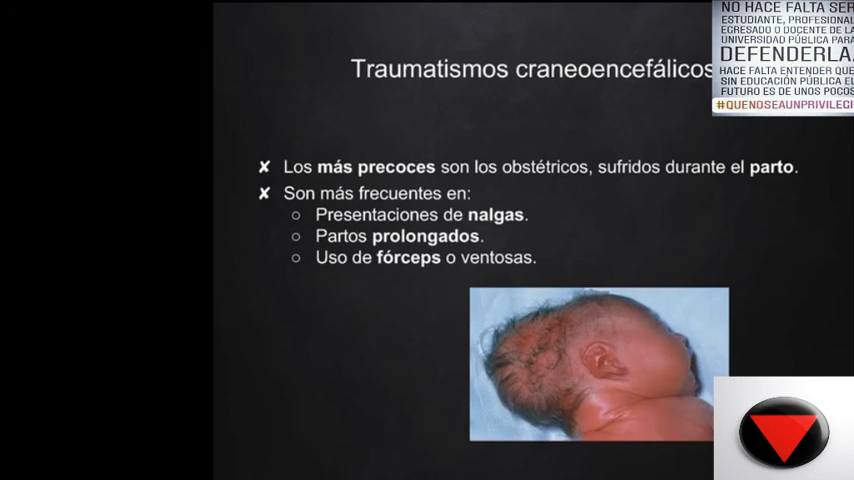 Traumatismos craneoencefálicos
✘ Los más precoces son los obstétricos, sufridos durante el parto.
✘ Son más frecuentes en:
○ Presentaciones de nalgas.
○ Partos prolongados.
○ Uso de fórceps o ventosas.
NO HACE FALTA SER
ESTUDIANTE, PROFESIONAL
EGRESADO O DOCENTE DE LA
UNIVERSIDAD PÚBLICA PARA
DEFENDERLA.
HACE FALTA ENTENDER QUE
SIN EDUCACIÓN PÚBLICA EL
FUTURO ES DE UNOS POCOS
#QUENOSEAUNPRIVILEGI